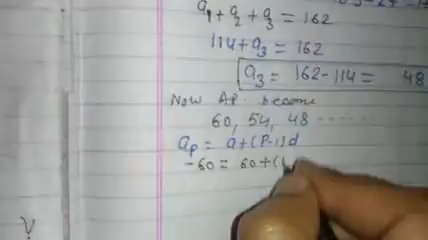 a1 + a2 + a3 = 162
114 + a3 = 162
a3 = 162 - 114 = 48
Now AP. become
60, 54, 48 ......
ap = a + (P-1)d
-60 = 60 + (